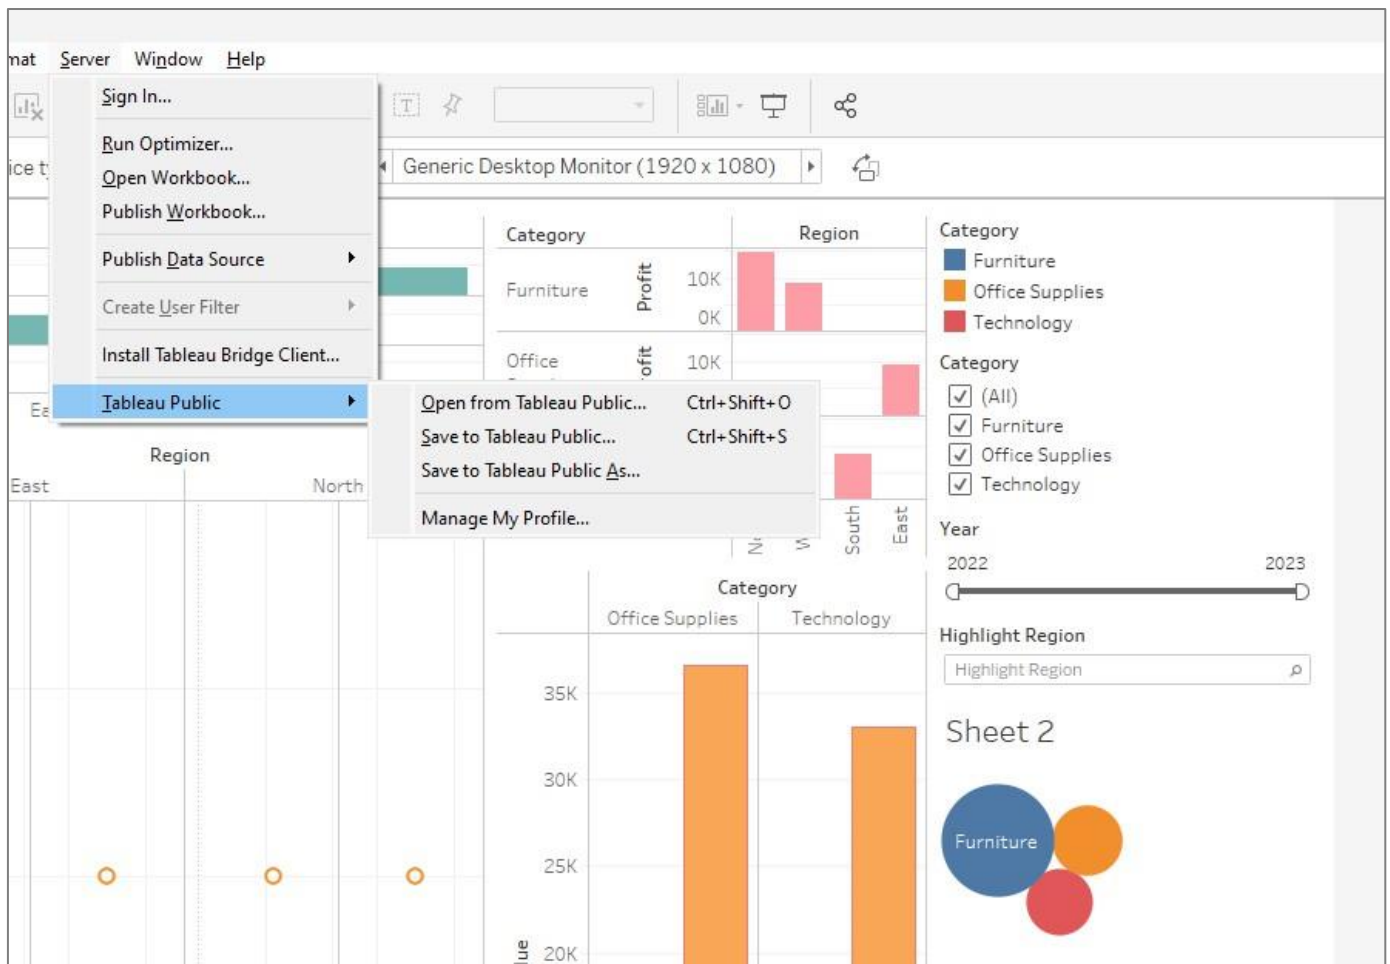 mat Server Window Help
Sign In...
Run Optimizer...
Open Workbook...
Publish Workbook...
Publish Data Source
Create User Filter
Install Tableau Bridge Client...
Tableau Public
Open from Tableau Public... Ctrl+Shift+O
Save to Tableau Public... Ctrl+Shift+S
Save to Tableau Public As...
Manage My Profile...
T
ice t
Generic Desktop Monitor (1920 x 1080)
Ea
Region
East North
Category Region
Furniture Profit 10K
0K
Office ofit 10K
South East
Category
Office Supplies Technology
35K
30K
25K
20K
ue
Category
Furniture
Office Supplies
Technology
Category
(All)
Furniture
Office Supplies
Technology
Year
2022 2023
Highlight Region
Highlight Region
Sheet 2
Furniture